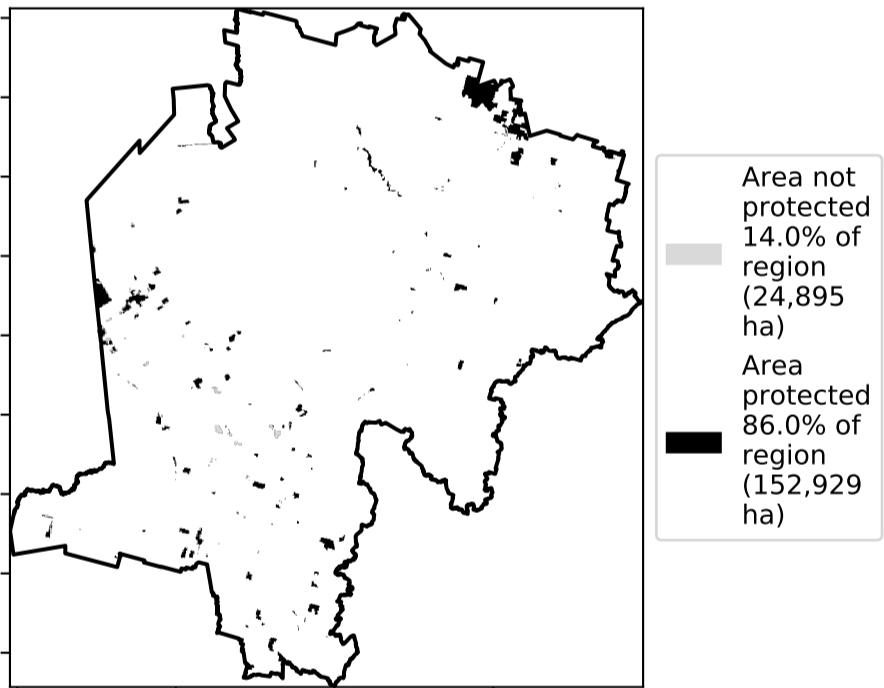 Area not
protected
14.0% of
region
(24,895
ha)
Area
protected
86.0% of
region
(152,929
ha)